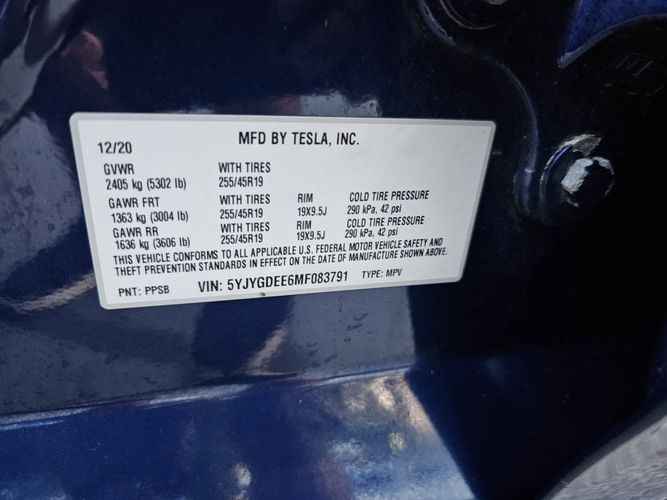 12/20 MFD BY TESLA, INC.
GVWR WITH TIRES
2405 kg (5302 lb) 255/45R19
GAWR FRT WITH TIRES RIM COLD TIRE PRESSURE
1363 kg (3004 lb) 255/45R19 19X9.5J 290 kPa, 42 psi
GAWR RR WITH TIRES RIM COLD TIRE PRESSURE
1636 kg (3606 lb) 255/45R19 19X9.5J 290 kPa, 42 psi
THIS VEHICLE CONFORMS TO ALL APPLICABLE U.S. FEDERAL MOTOR VEHICLE SAFETY AND
THEFT PREVENTION STANDARDS IN EFFECT ON THE DATE OF MANUFACTURE SHOWN ABOVE.
PNT: PPSB VIN: 5YJYGDEE6MF083791 TYPE: MPV